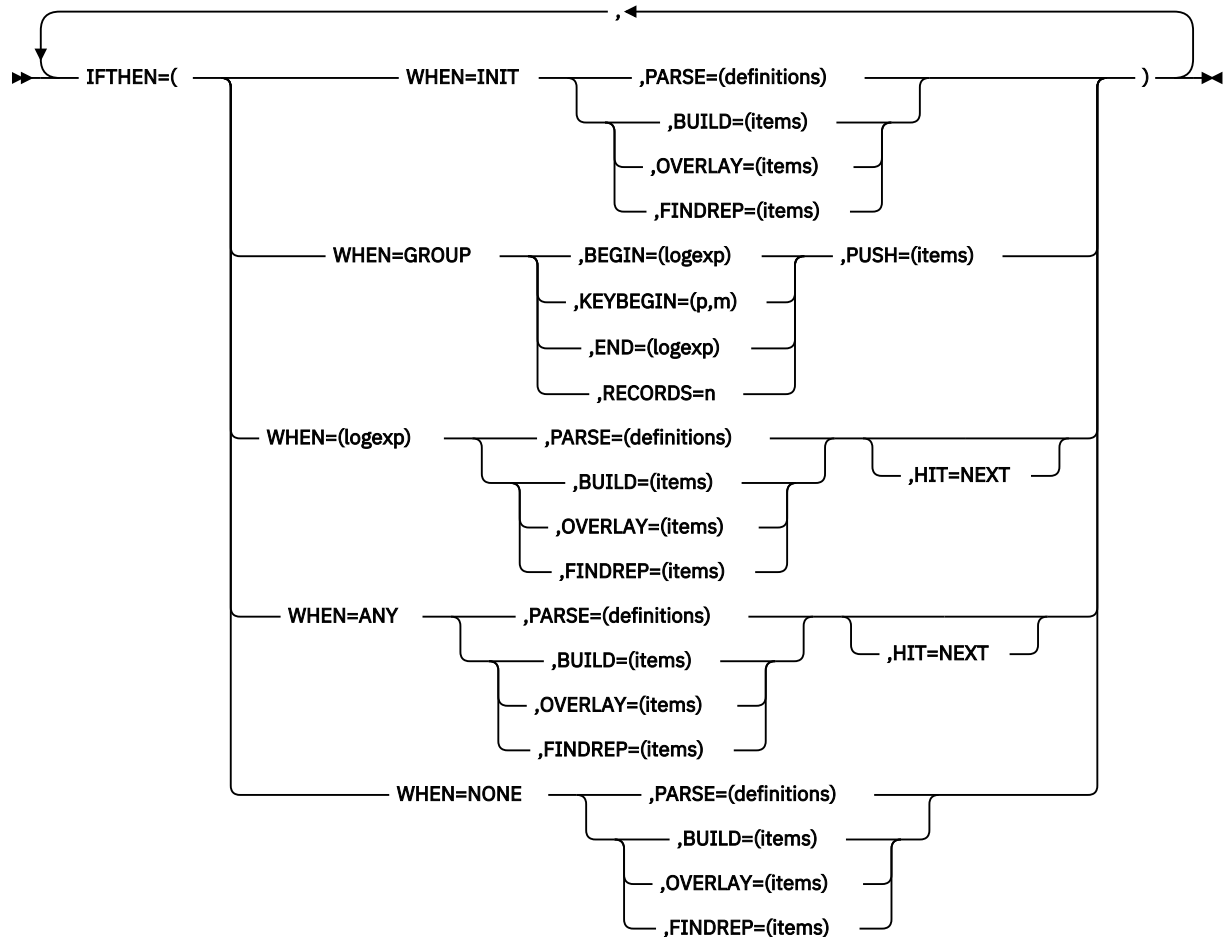 ,
IFTHEN=( WHEN=INIT ,PARSE=(definitions) )
,BUILD=(items)
,OVERLAY=(items)
,FINDREP=(items)
WHEN=GROUP ,BEGIN=(logexp) ,PUSH=(items)
,KEYBEGIN=(p,m)
,END=(logexp)
,RECORDS=n
WHEN=(logexp) ,PARSE=(definitions)
,BUILD=(items) ,HIT=NEXT
,OVERLAY=(items)
,FINDREP=(items)
WHEN=ANY ,PARSE=(definitions)
,BUILD=(items) ,HIT=NEXT
,OVERLAY=(items)
,FINDREP=(items)
WHEN=NONE ,PARSE=(definitions)
,BUILD=(items)
,OVERLAY=(items)
,FINDREP=(items)